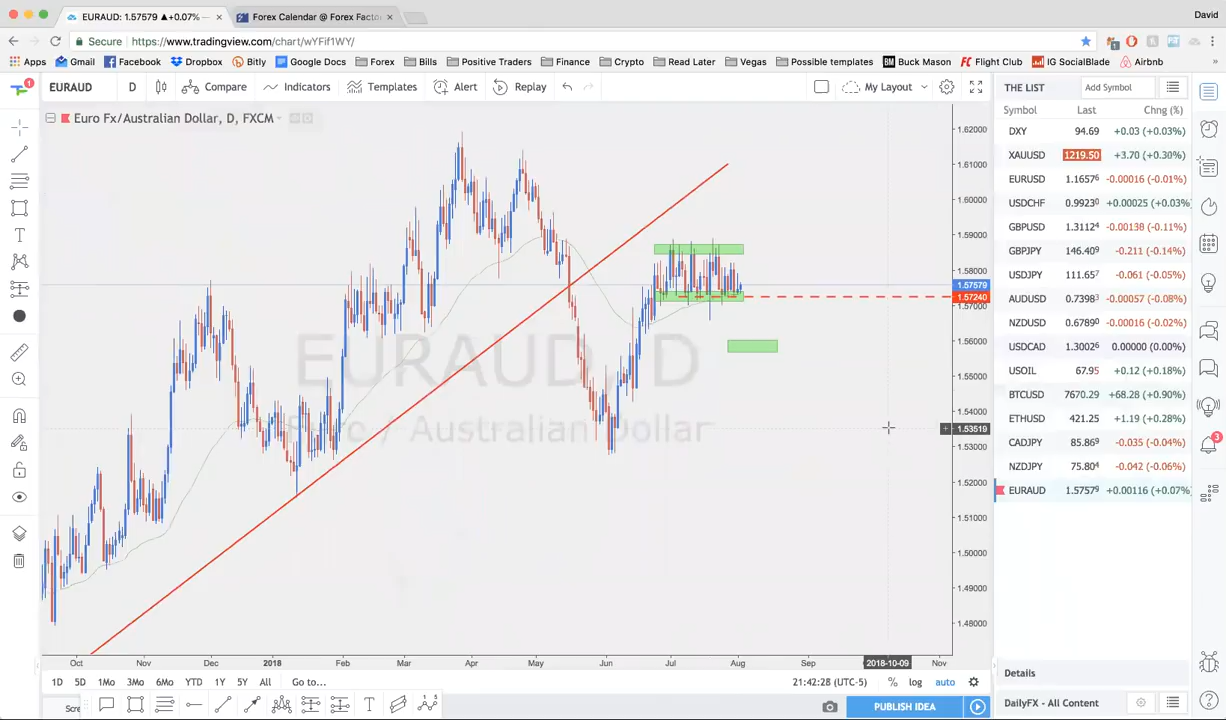 EURAUD: 1.57579 ▲+0.07% —
Forex Calendar @ Forex Facto
David
Secure
https://www.tradingview.com/chart/wYFif1WY/
Apps Gmail Facebook Dropbox Bitly Google Docs Forex Bills Positive Traders Finance Crypto Read Later Vegas Possible templates BM Buck Mason FC Flight Club IG SocialBlade Airbnb »
1
EURAUD D Compare Indicators Templates Alert Replay My Layout
THE LIST Add Symbol
Symbol Last Chng (%)
Euro Fx/Australian Dollar, D, FXCM
DXY 94.69 +0.03 (+0.03%)
XAUUSD 1219.50 +3.70 (+0.30%)
EURUSD 1.16576 -0.00016 (-0.01%)
USDCHF 0.99230 +0.00025 (+0.03%)
GBPUSD 1.31124 -0.00138 (-0.11%)
GBPJPY 146.409 -0.211 (-0.14%)
USDJPY 111.657 -0.061 (-0.05%)
AUDUSD 0.73983 -0.00057 (-0.08%)
NZDUSD 0.67890 -0.00016 (-0.02%)
USDCAD 1.30026 0.00000 (0.00%)
USOIL 67.95 +0.12 (+0.18%)
BTCUSD 7670.29 +68.28 (+0.90%)
ETHUSD 421.25 +1.19 (+0.28%)
CADJPY 85.869 -0.035 (-0.04%)
NZDJPY 75.804 -0.042 (-0.06%)
EURAUD 1.57579 +0.00116 (+0.07%)
3
1.62000
1.61000
1.60000
1.59000
1.58000
1.57579
1.57240
1.57000
1.56000
1.55000
1.54000
1.53519
1.53000
1.52000
1.51000
1.50000
1.49000
1.48000
EURAUD, D
Euro / Australian Dollar
Oct Nov Dec 2018 Feb Mar Apr May Jun Jul Aug Sep 2018-10-09 Nov
1D 5D 1Mo 3Mo 6Mo YTD 1Y 5Y All Go to... 21:42:28 (UTC-5) % log auto
Details
Scre
PUBLISH IDEA
DailyFX - All Content